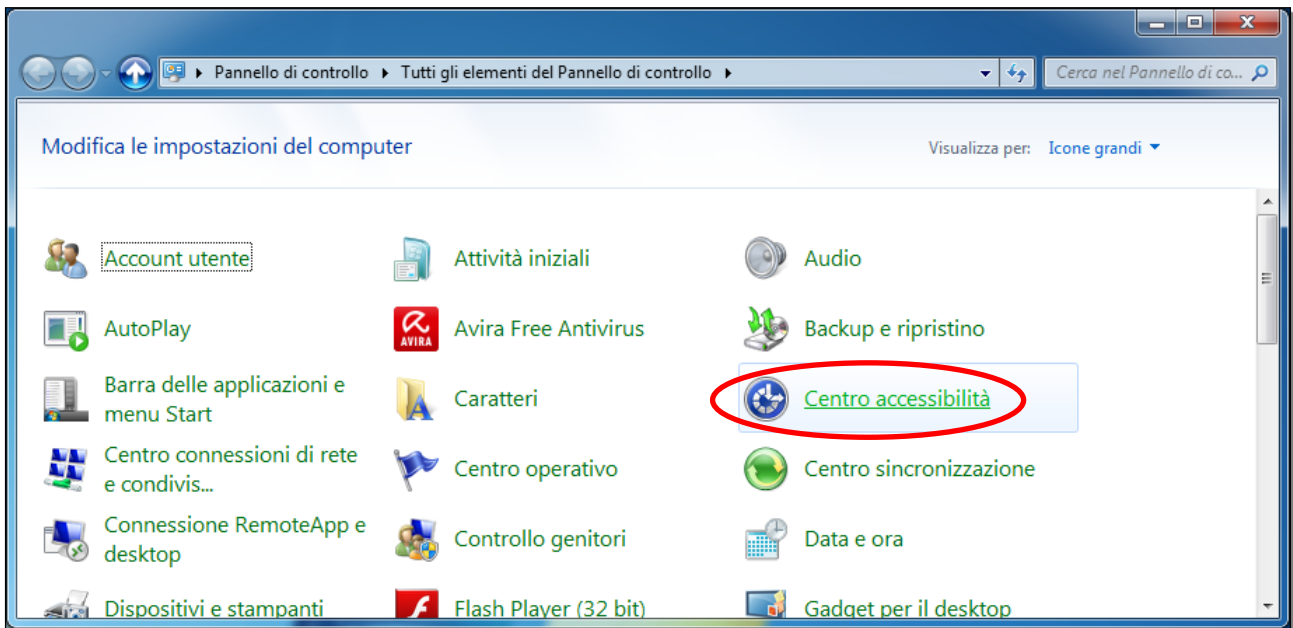 Pannello di controllo Tutti gli elementi del Pannello di controllo
Cerca nel Pannello di co...
Modifica le impostazioni del computer
Visualizza per: Icone grandi
Account utente
Attività iniziali
Audio
AutoPlay
AVIRA
Avira Free Antivirus
Backup e ripristino
Barra delle applicazioni e
menu Start
Caratteri
Centro accessibilità
Centro connessioni di rete
e condivis...
Centro operativo
Centro sincronizzazione
Connessione RemoteApp e
desktop
Controllo genitori
Data e ora
Dispositivi e stampanti
Flash Player (32 bit)
Gadget per il desktop